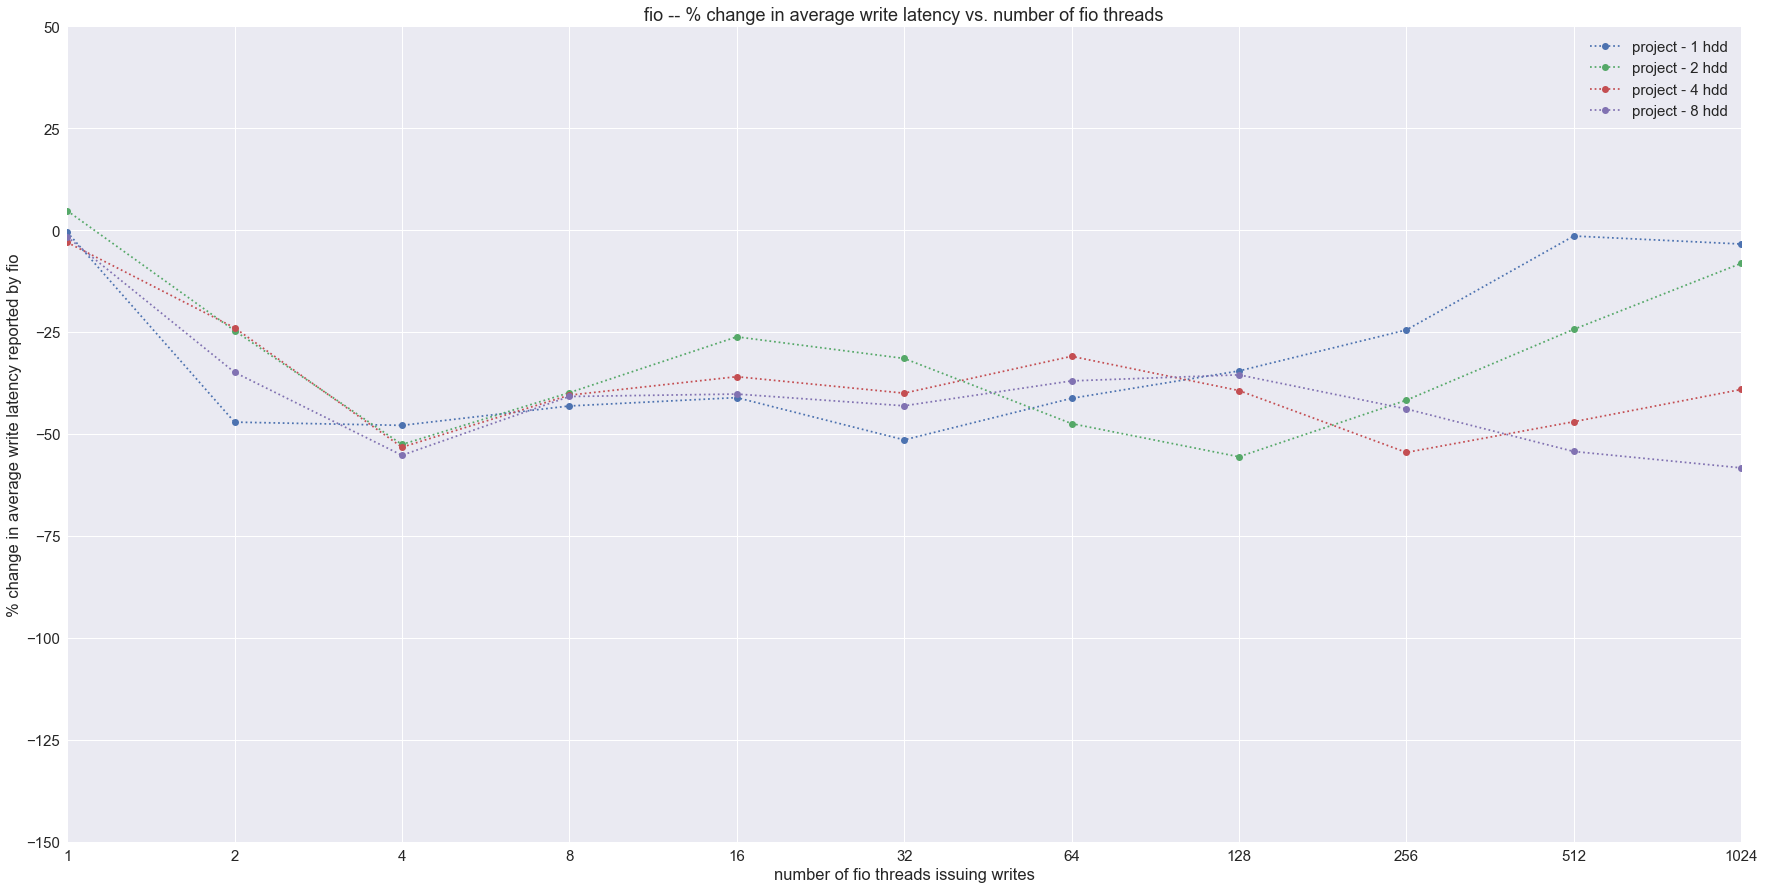 fio -- % change in average write latency vs. number of fio threads
project - 1 hdd
project - 2 hdd
project - 4 hdd
project - 8 hdd
% change in average write latency reported by fio
50
25
0
−25
−50
−75
−100
−125
−150
1 2 4 8 16 32 64 128 256 512 1024
number of fio threads issuing writes